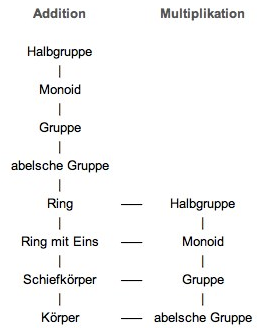 Addition Multiplikation
Halbgruppe
Monoid
Gruppe
abelsche Gruppe
Ring Halbgruppe
Ring mit Eins Monoid
Schiefkörper Gruppe
Körper abelsche Gruppe